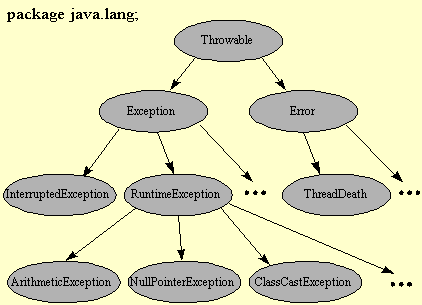 package java.lang;
Throwable
Exception
Error
InterruptedException
RuntimeException
...
ThreadDeath
...
ArithmeticException
NullPointerException
ClassCastException
...